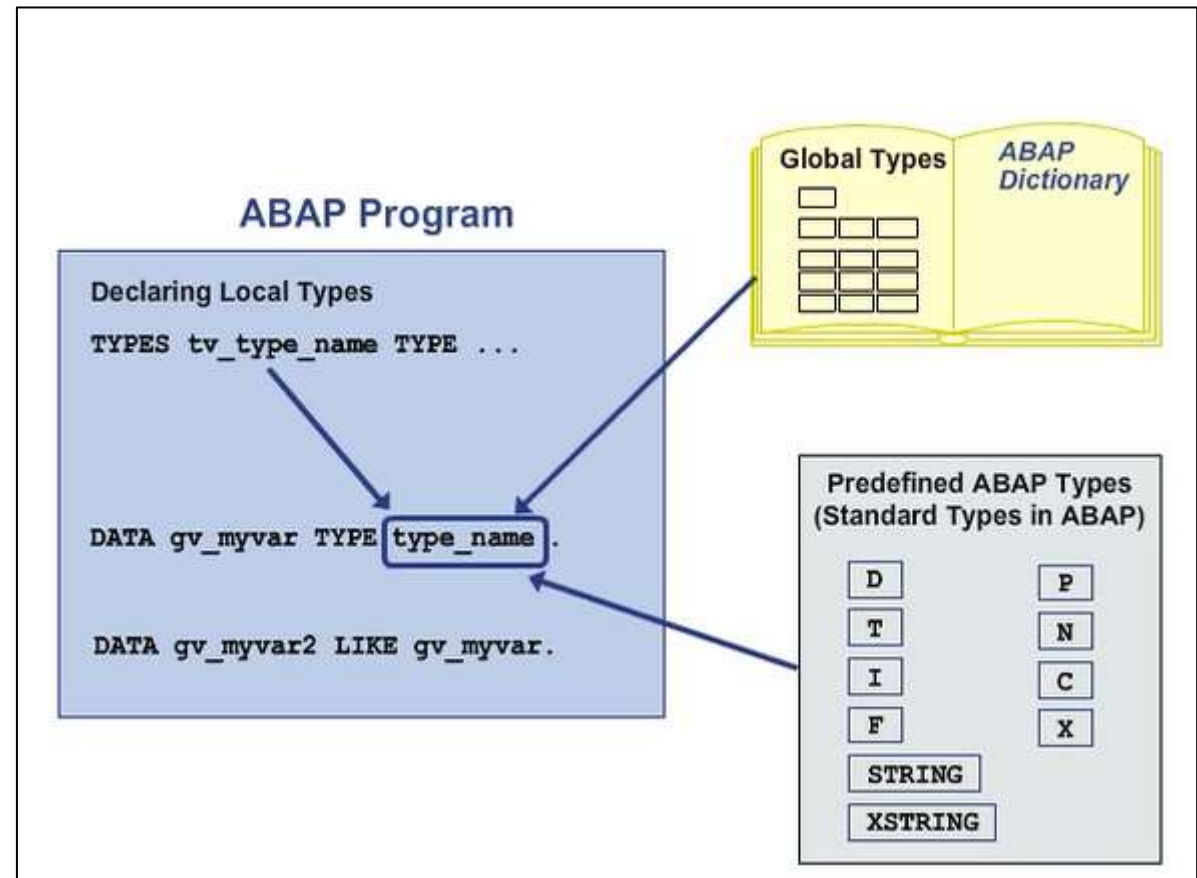 ABAP Program
Declaring Local Types
TYPES tv_type_name TYPE ...
DATA gv_myvar TYPE type_name .
DATA gv_myvar2 LIKE gv_myvar.
Global Types
ABAP
Dictionary
Predefined ABAP Types
(Standard Types in ABAP)
D
P
T
N
I
C
F
X
STRING
XSTRING